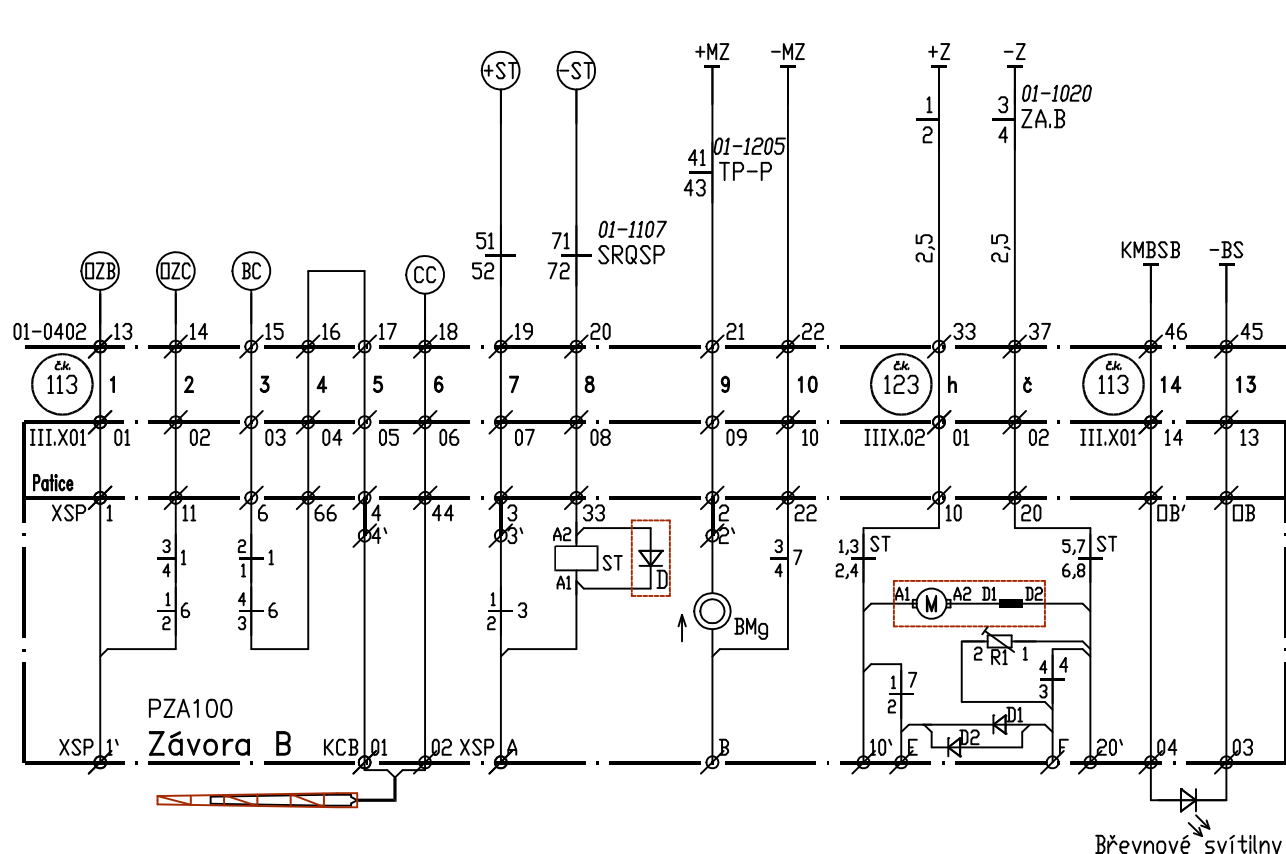 +MZ -MZ +Z -Z
+ST -ST
01-1020
1 3 ZA.B
2 4
01-1205
41 TP-P
43
01-1107
51 71 SRQSP
52 72
2,5 2,5
KMBSB -BS
OZB OZC BC CC
01-0402 13 14 15 16 17 18 19 20 21 22 33 37 46 45
č.k. č.k. č.k.
113 1 2 3 4 5 6 7 8 9 10 123 h č 113 14 13
III.X01 01 02 03 04 05 06 07 08 09 10 IIIX.02 01 02 III.X01 14 13
Patice
XSP 1 11 6 66 4 44 3 33 2 22 10 20 OB' OB
4' 3' 2'
A2 ST D A1
3 1 4
2 1 1
3 7 4
1,3 ST 2,4
5,7 ST 6,8
A1 M A2 D1 D2
1 6 2
4 6 3
1 3 2
BMg
2 R1 1
4 4 3
1 7 2
D1
D2
PZA100
Závora B
XSP 1' KCB 01 02 XSP A B 10' E F 20' 04 03
Břevnové svítilny